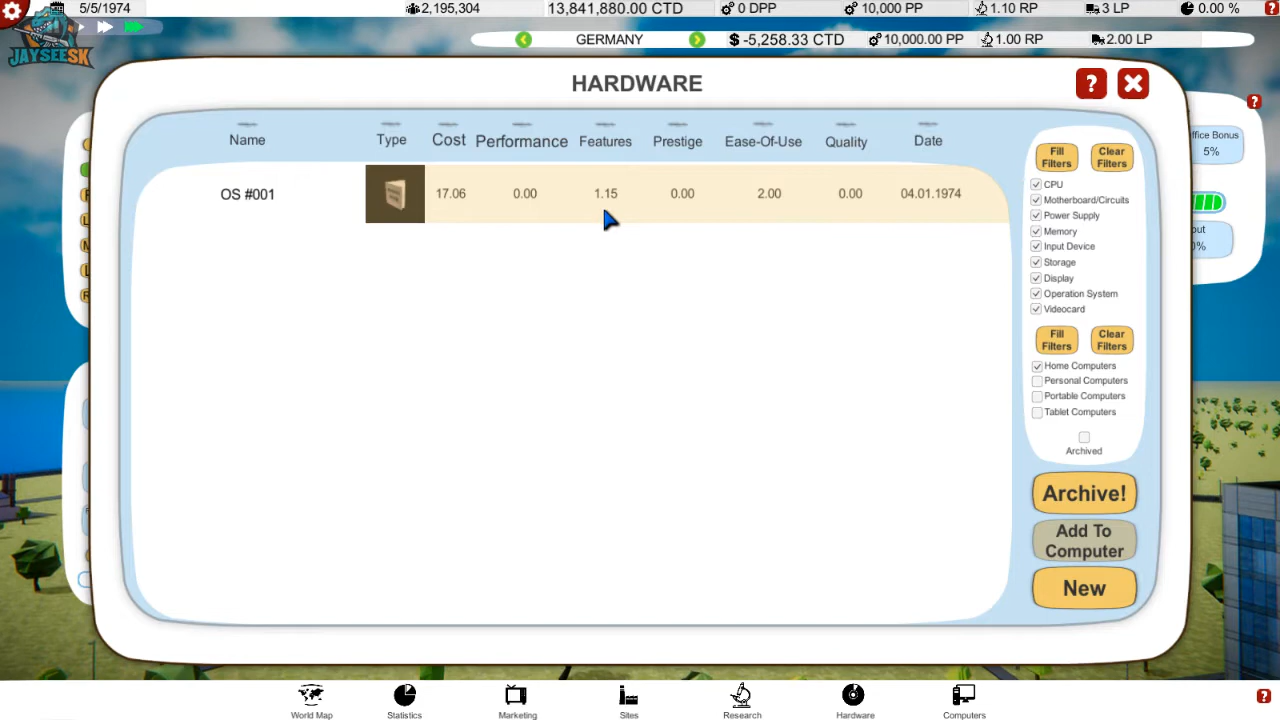 5/5/1974 2,195,304 13,841,880.00 CTD 0 DPP 10,000 PP 1.10 RP 3 LP 0.00 % ?
JAYSEESK
GERMANY $ -5,258.33 CTD 10,000.00 PP 1.00 RP 2.00 LP
HARDWARE
?
?
Name Type Cost Performance Features Prestige Ease-Of-Use Quality Date
OS #001 17.06 0.00 1.15 0.00 2.00 0.00 04.01.1974
Fill Filters
Clear Filters
CPU
Motherboard/Circuits
Power Supply
Memory
Input Device
Storage
Display
Operation System
Videocard
Fill Filters
Clear Filters
Home Computers
Personal Computers
Portable Computers
Tablet Computers
Archived
Archive!
Add To Computer
New
ffice Bonus
5%
World Map Statistics Marketing Sites Research Hardware Computers
?